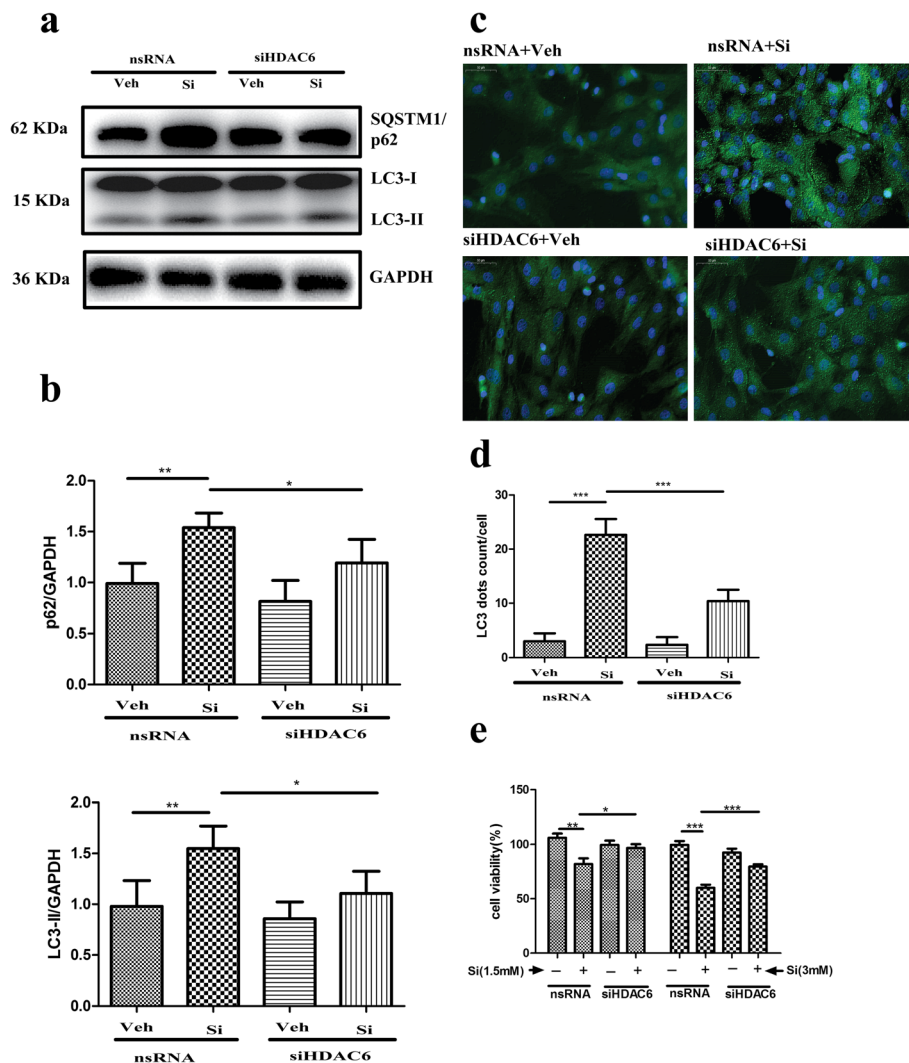 a
nsRNA siHDAC6
Veh Si Veh Si
62 KDa
SQSTM1/
p62
LC3-I
15 KDa
LC3-II
36 KDa
GAPDH
c
nsRNA+Veh nsRNA+Si
siHDAC6+Veh siHDAC6+Si
b
p62/GAPDH
2.0
1.5
1.0
0.5
0.0
** *
Veh Si Veh Si
nsRNA siHDAC6
LC3-II/GAPDH
2.0
1.5
1.0
0.5
0.0
** *
Veh Si Veh Si
nsRNA siHDAC6
d
LC3 dots count/cell
30
20
10
0
*** ***
Veh Si Veh Si
nsRNA siHDAC6
e
cell viability(%)
150
100
50
0
** * *** ***
Si(1.5mM) − + − + − + − + Si(3mM)
nsRNA siHDAC6 nsRNA siHDAC6